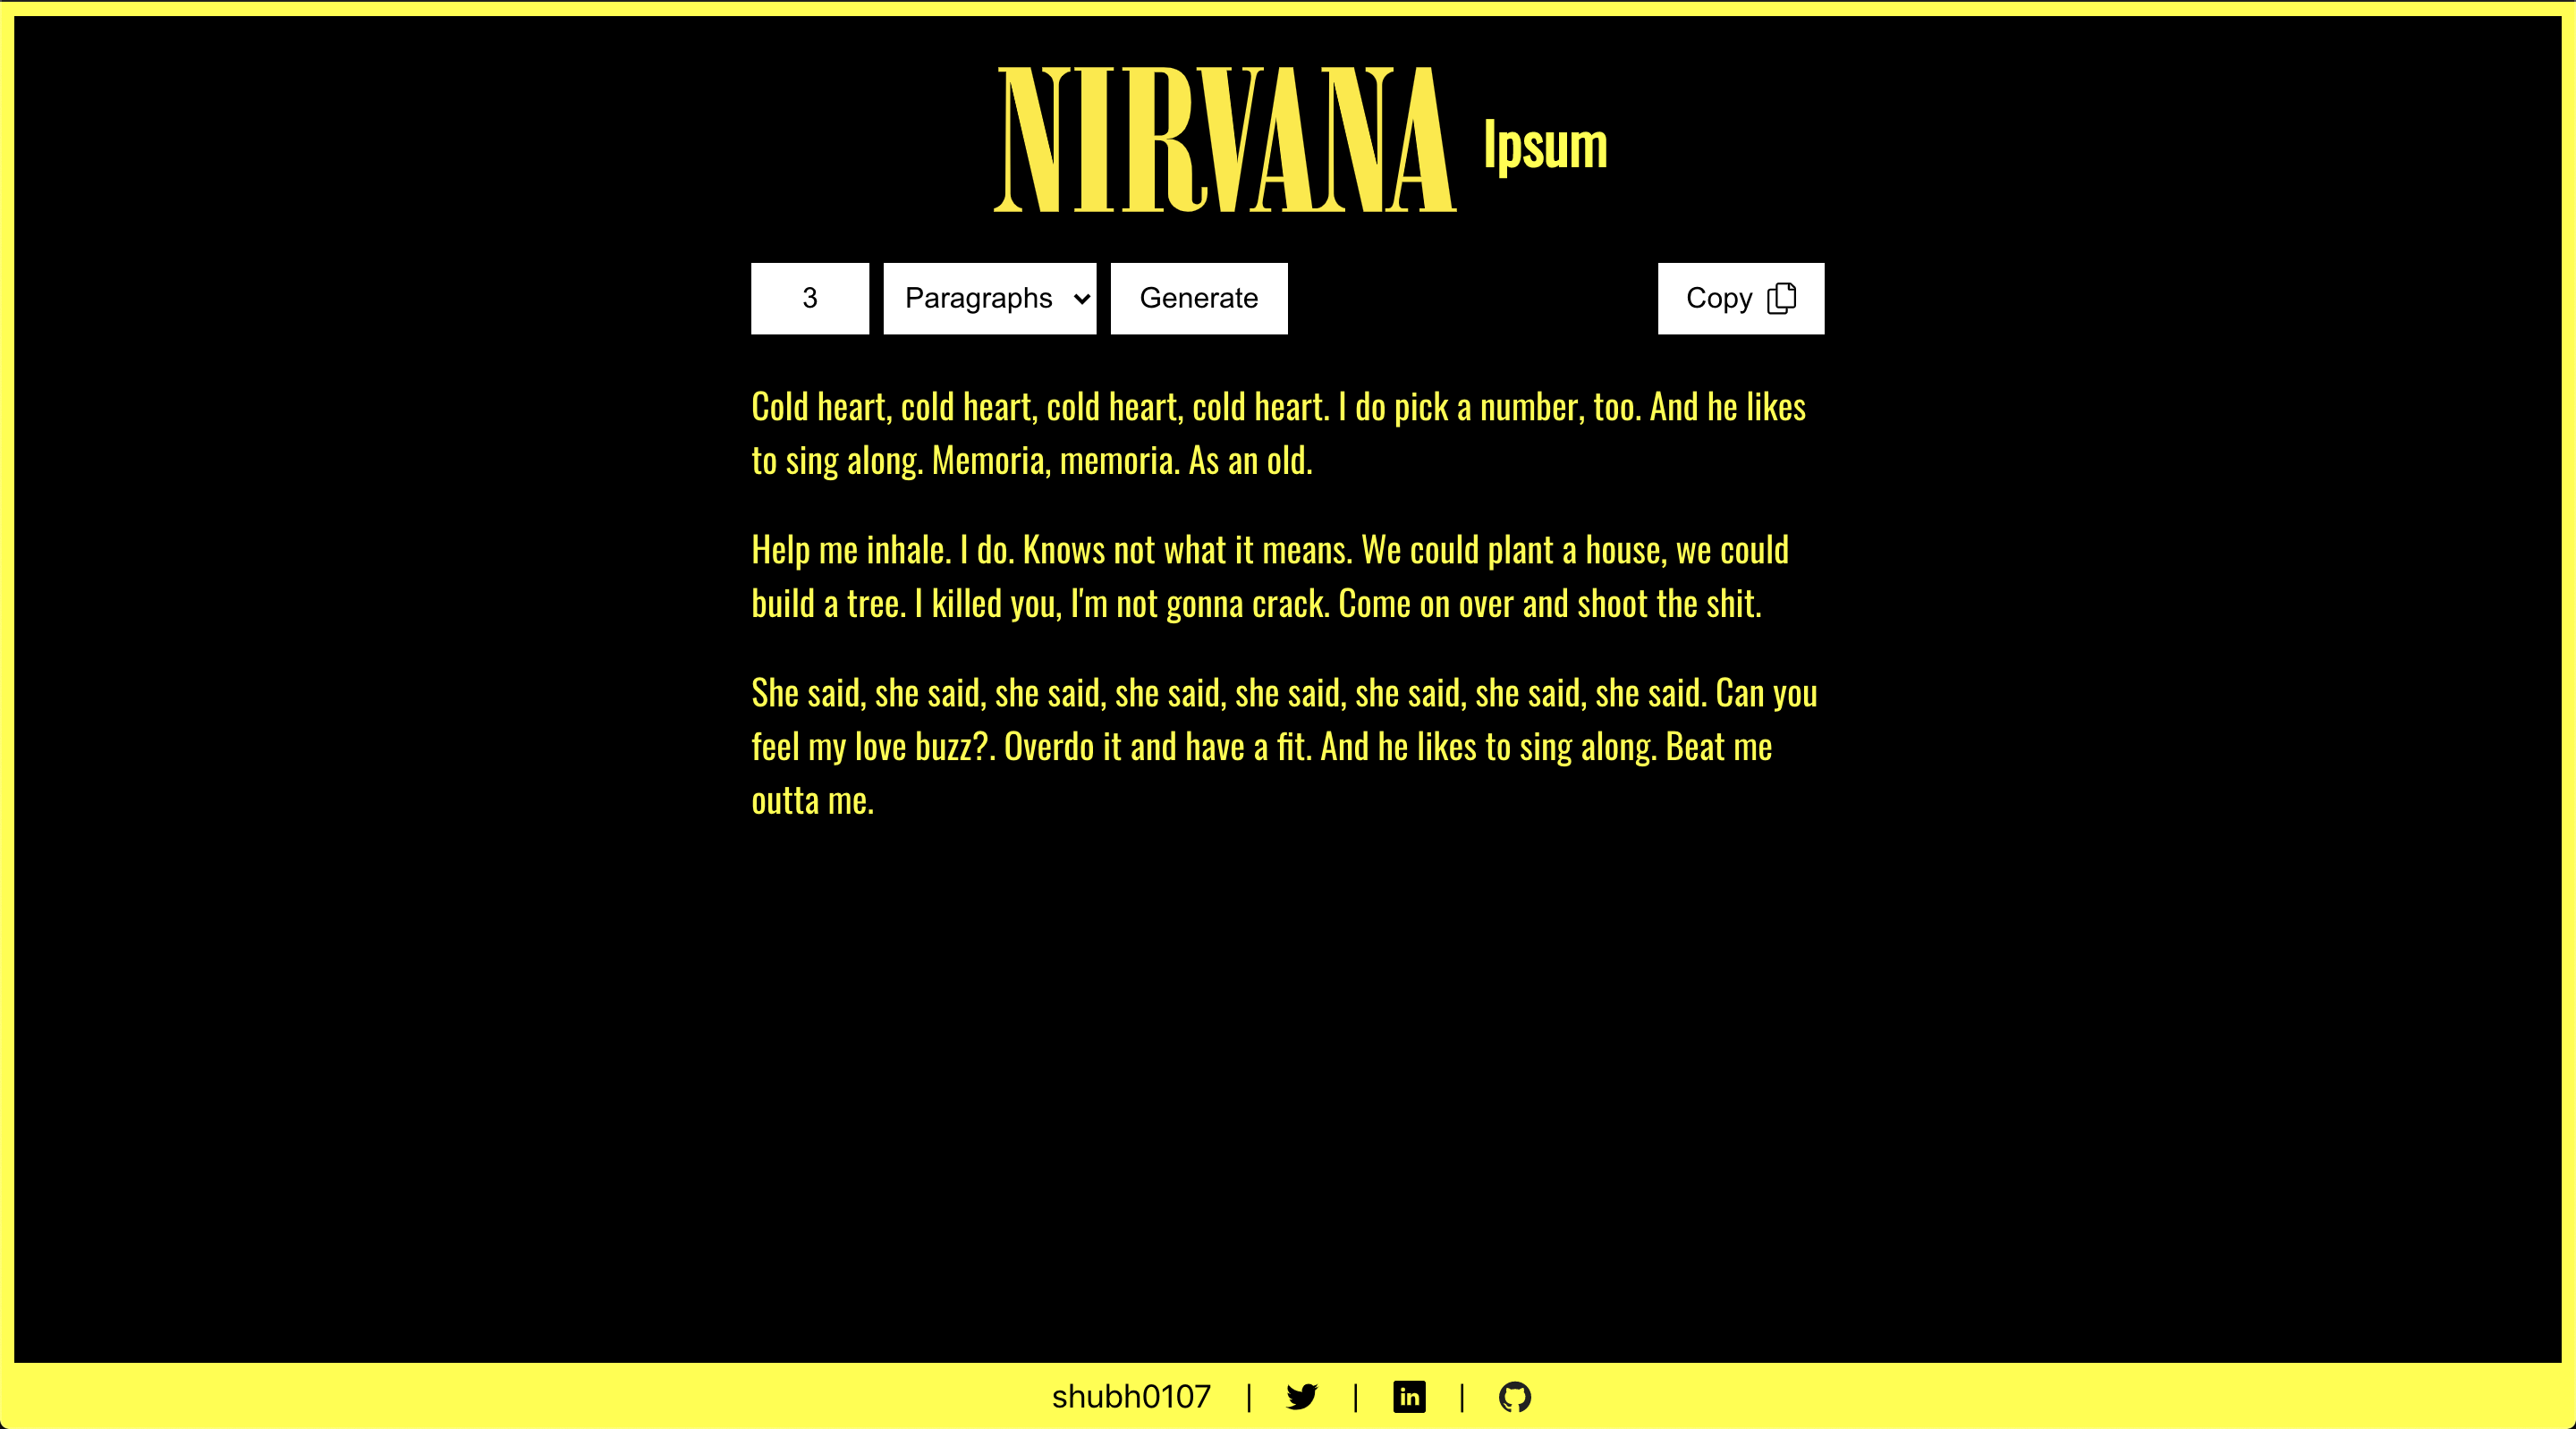 NIRVANA Ipsum
3 Paragraphs Generate Copy
Cold heart, cold heart, cold heart, cold heart. I do pick a number, too. And he likes
to sing along. Memoria, memoria. As an old.
Help me inhale. I do. Knows not what it means. We could plant a house, we could
build a tree. I killed you, I'm not gonna crack. Come on over and shoot the shit.
She said, she said, she said, she said, she said, she said, she said, she said. Can you
feel my love buzz?. Overdo it and have a fit. And he likes to sing along. Beat me
outta me.
shubh0107 | | in |